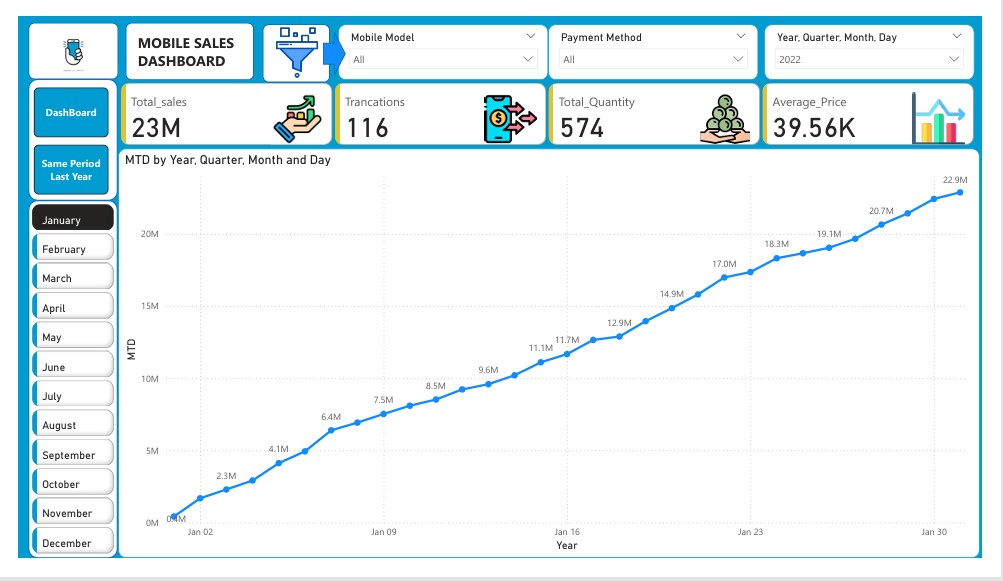 MOBILE SALES
DASHBOARD
Mobile Model
All
Payment Method
All
Year, Quarter, Month, Day
2022
DashBoard
Same Period
Last Year
Total_sales
23M
Trancations
116
Total_Quantity
574
Average_Price
39.56K
January
February
March
April
May
June
July
August
September
October
November
December
MTD by Year, Quarter, Month and Day
MTD
20M
15M
10M
5M
0M
0.4M
2.3M
4.1M
6.4M
7.5M
8.5M
9.6M
11.1M
11.7M
12.9M
14.9M
17.0M
18.3M
19.1M
20.7M
22.9M
Jan 02
Jan 09
Jan 16
Jan 23
Jan 30
Year